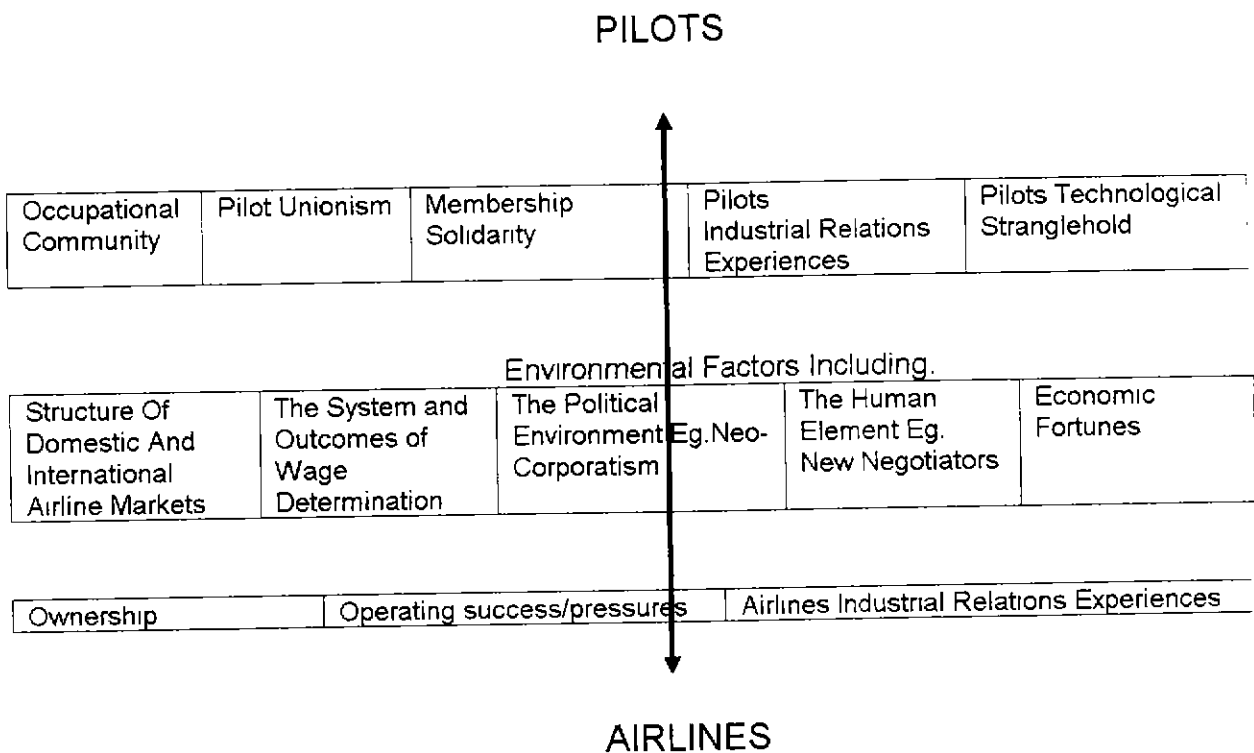 PILOTS
Occupational
Community
Pilot Unionism
Membership
Solidarity
Pilots
Industrial Relations
Experiences
Pilots Technological
Stranglehold
Environmental Factors Including.
Structure Of
Domestic And
International
Airline Markets
The System and
Outcomes of
Wage
Determination
The Political
Environment Eg.Neo-
Corporatism
The Human
Element Eg.
New Negotiators
Economic
Fortunes
Ownership
Operating success/pressures
Airlines Industrial Relations Experiences
AIRLINES